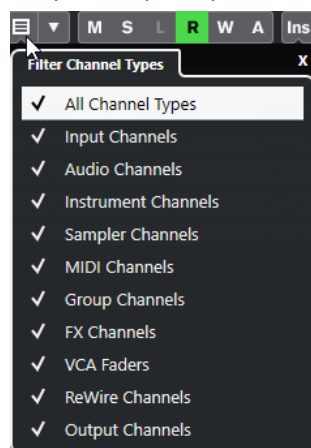 M S L R W A Ins
Filter Channel Types X
All Channel Types
Input Channels
Audio Channels
Instrument Channels
Sampler Channels
MIDI Channels
Group Channels
FX Channels
VCA Faders
ReWire Channels
Output Channels